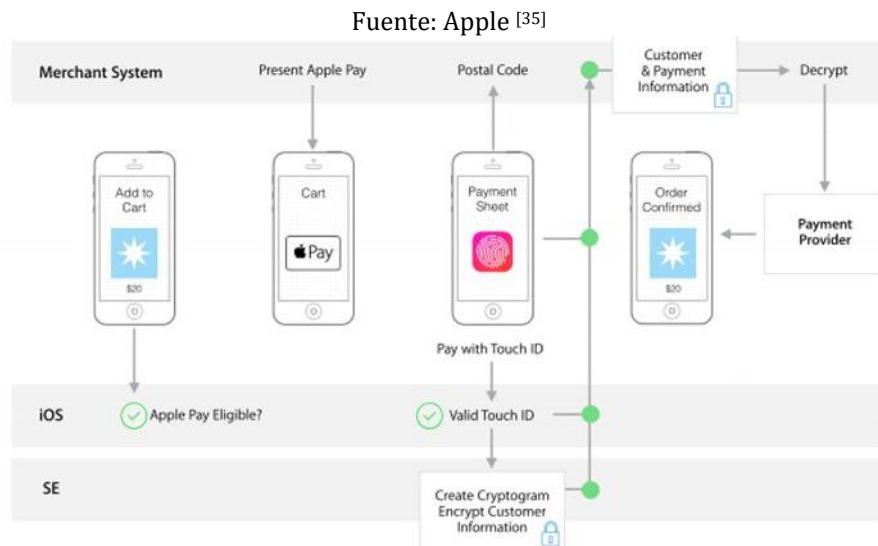 Fuente: Apple [35]
Merchant System
Present Apple Pay
Postal Code
Customer
& Payment
Information
Decrypt
Add to
Cart
$20
Cart
Pay
Payment
Sheet
Order
Confirmed
$20
Payment
Provider
Pay with Touch ID
iOS
Apple Pay Eligible?
Valid Touch ID
SE
Create Cryptogram
Encrypt Customer
Information